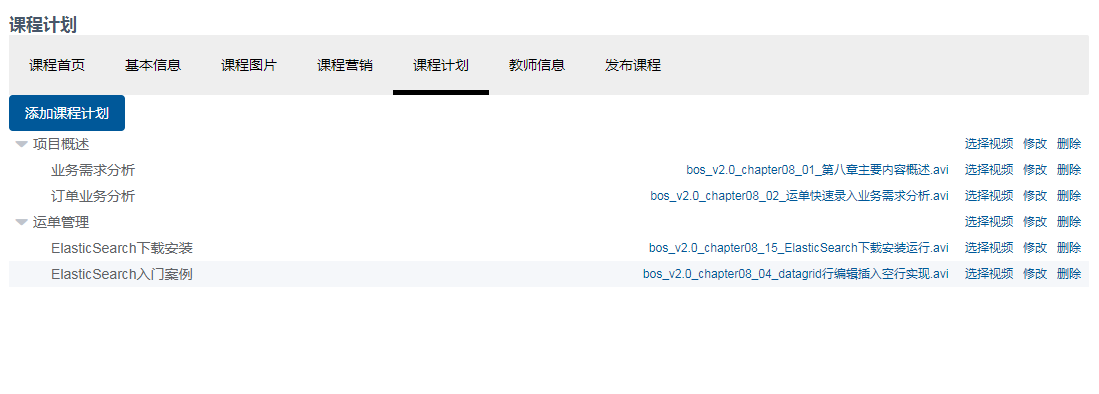 课程计划
课程首页 基本信息 课程图片 课程营销 课程计划 教师信息 发布课程
添加课程计划
项目概述 选择视频 修改 删除
业务需求分析 bos_v2.0_chapter08_01_第八章主要内容概述.avi 选择视频 修改 删除
订单业务分析 bos_v2.0_chapter08_02_运单快速录入业务需求分析.avi 选择视频 修改 删除
运单管理 选择视频 修改 删除
ElasticSearch下载安装 bos_v2.0_chapter08_15_ElasticSearch下载安装运行.avi 选择视频 修改 删除
ElasticSearch入门案例 bos_v2.0_chapter08_04_datagrid行编辑插入空行实现.avi 选择视频 修改 删除